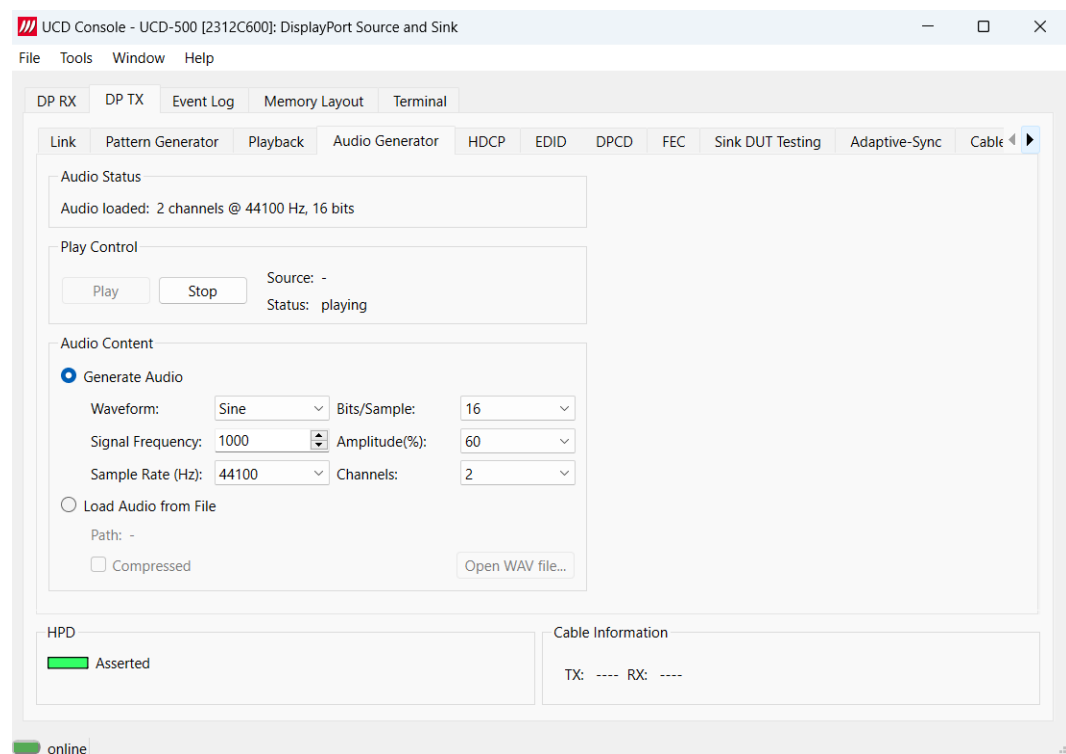 UCD Console - UCD-500 [2312C600]: DisplayPort Source and Sink
File Tools Window Help
DP RX DP TX Event Log Memory Layout Terminal
Link Pattern Generator Playback Audio Generator HDCP EDID DPCD FEC Sink DUT Testing Adaptive-Sync Cable
Audio Status
Audio loaded: 2 channels @ 44100 Hz, 16 bits
Play Control
Play Stop Source: -
Status: playing
Audio Content
Generate Audio
Waveform: Sine Bits/Sample: 16
Signal Frequency: 1000 Amplitude(%): 60
Sample Rate (Hz): 44100 Channels: 2
Load Audio from File
Path: -
Compressed Open WAV file...
HPD Cable Information
Asserted
TX: ---- RX: ----
online